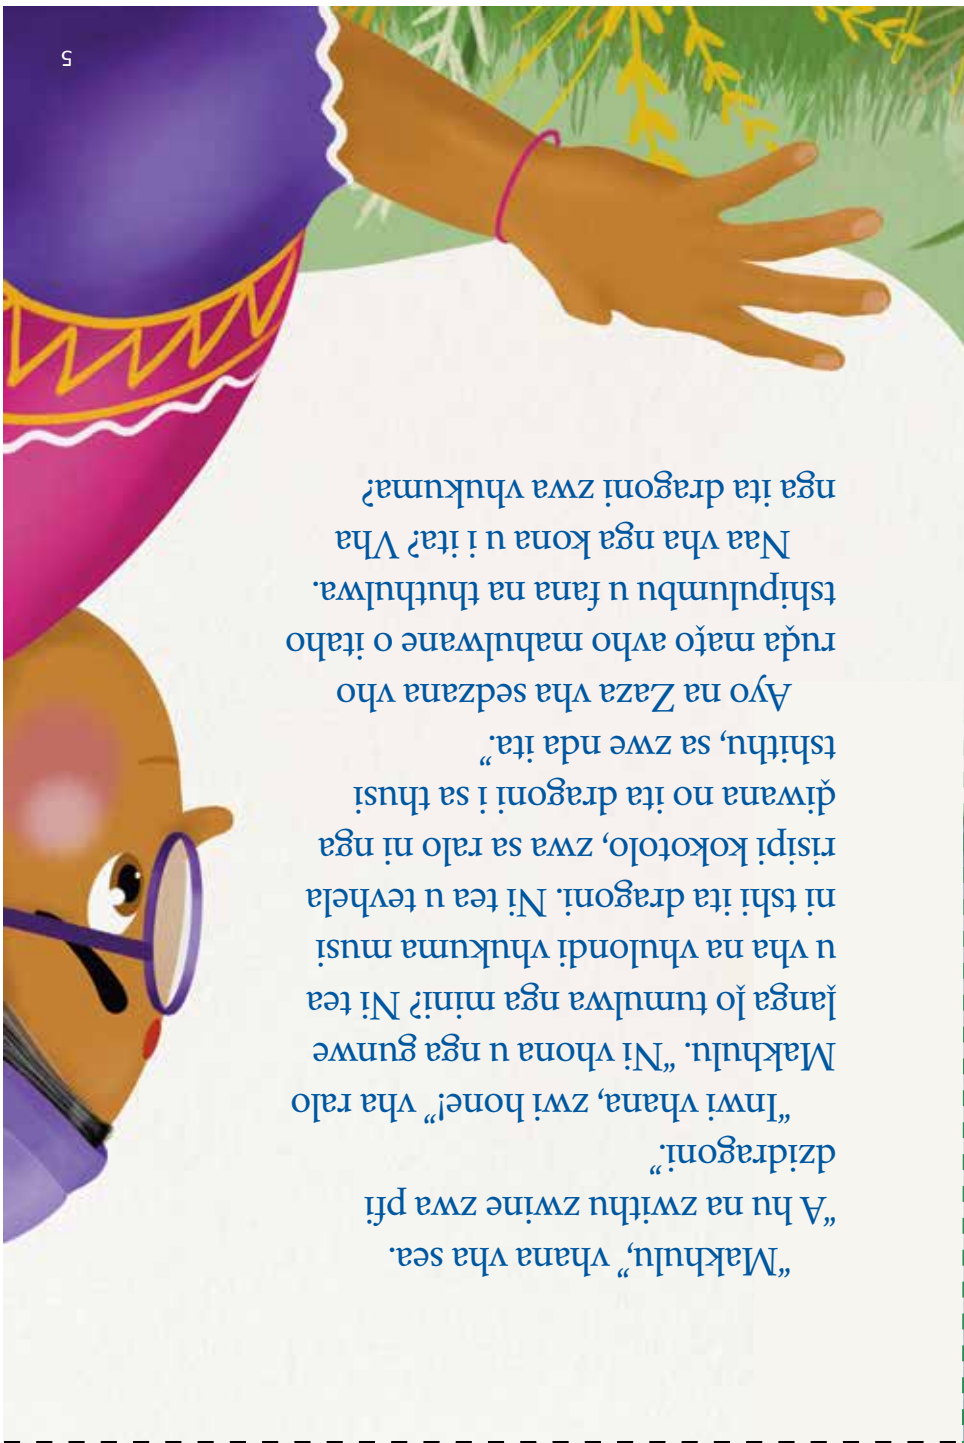 “Makhulu,” vhana vha sea.
“A hu na zwithu zwine zwa pfi
dzidragoni.”
“Inwi vhana, zwi hone!” vha ralo
Makhulu. “Ni vhona u nga gunwe
ḽanga ḽo tumulwa nga mini? Ni tea
u vha na vhulondi vhukuma musi
ni tshi ita dragoni. Ni tea u tevhela
risipi kokotolo, zwa sa ralo ni nga
ḓiwana no ita dragoni i sa thusi
tshithu, sa zwe nda ita.”
Ayo na Zaza vha sedzana vho
ruḓa maṱo avho mahulwane o itaho
tshipulumbu u fana na thuthulwa.
Naa vha nga kona u i ita? Vha
nga ita dragoni zwa vhukuma?
5